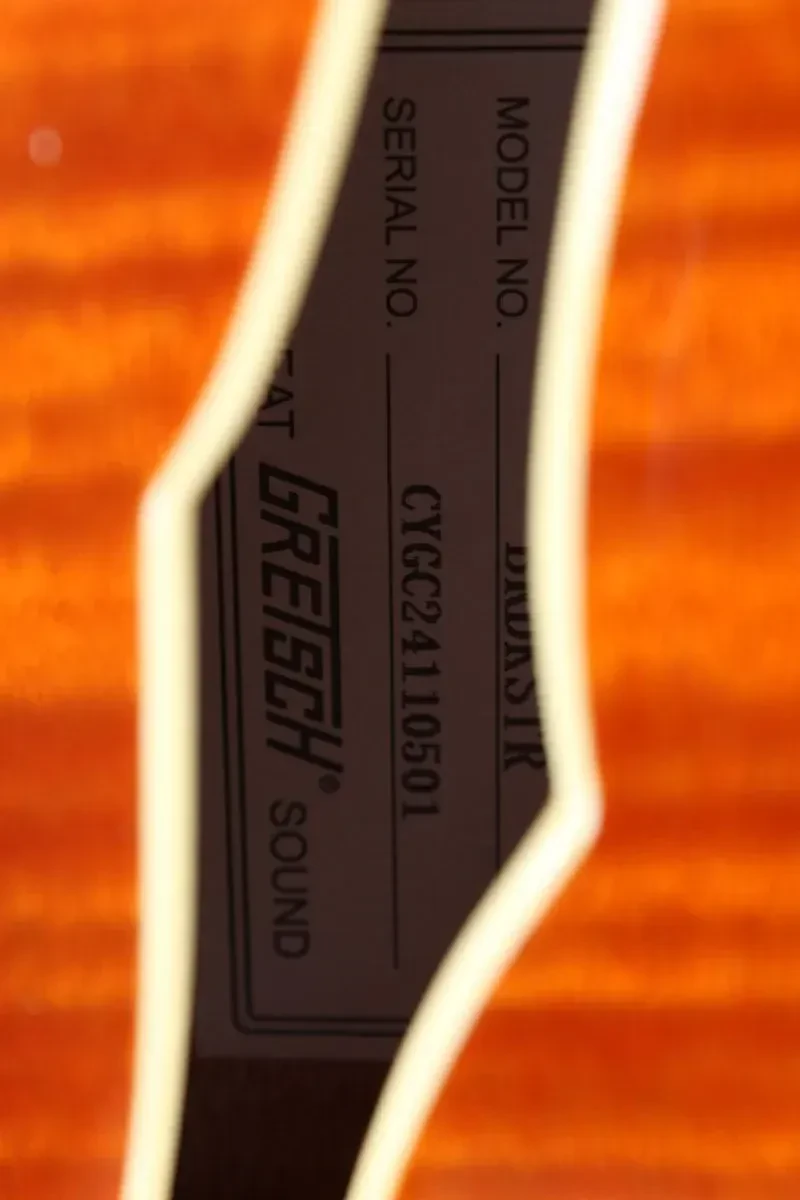 MODEL NO.
SERIAL NO. CYGC24110501
GRETSCH® SOUND